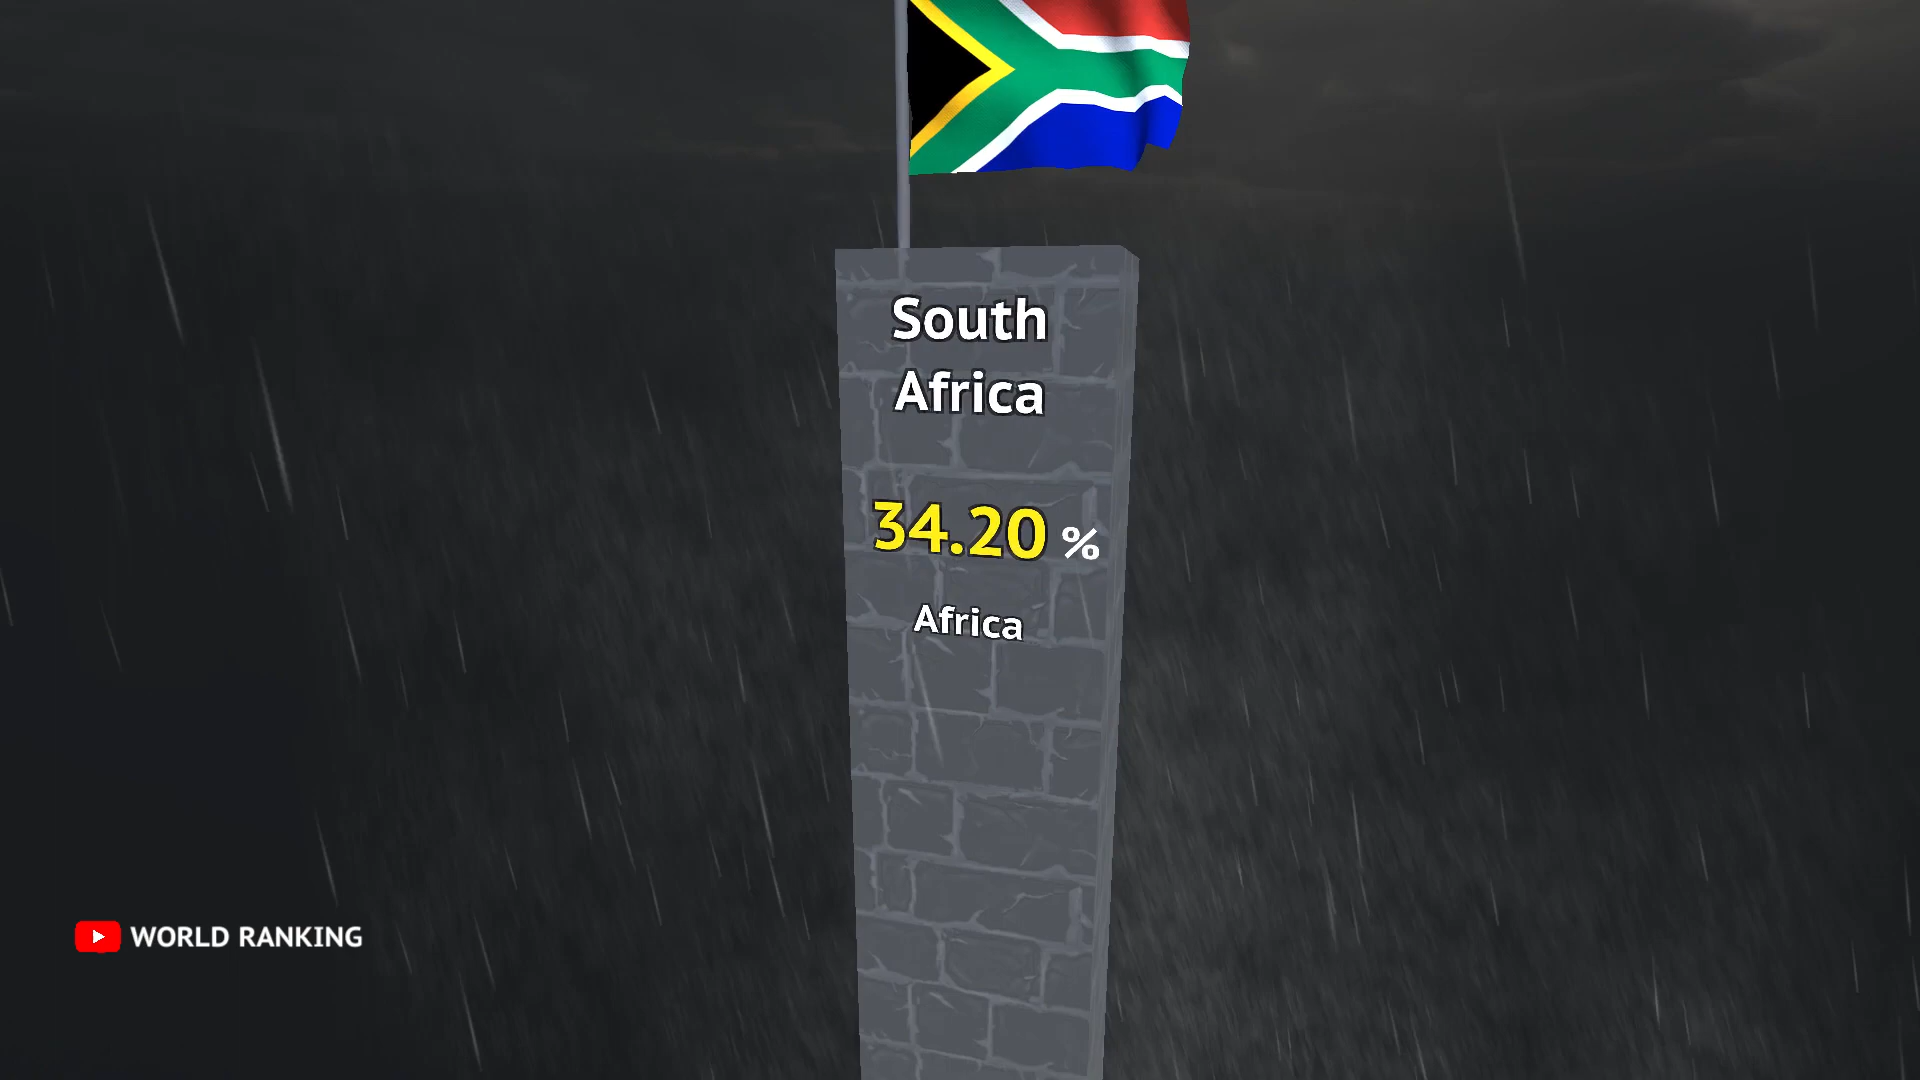 South
Africa
34.20 %
Africa
WORLD RANKING